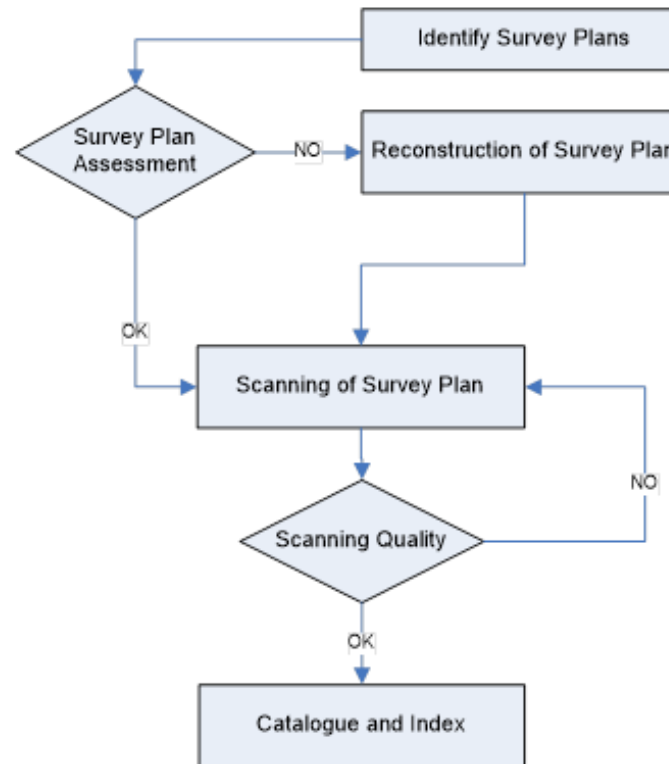 Identify Survey Plans
Survey Plan
Assessment
NO
Reconstruction of Survey Plan
OK
Scanning of Survey Plan
NO
Scanning Quality
OK
Catalogue and Index